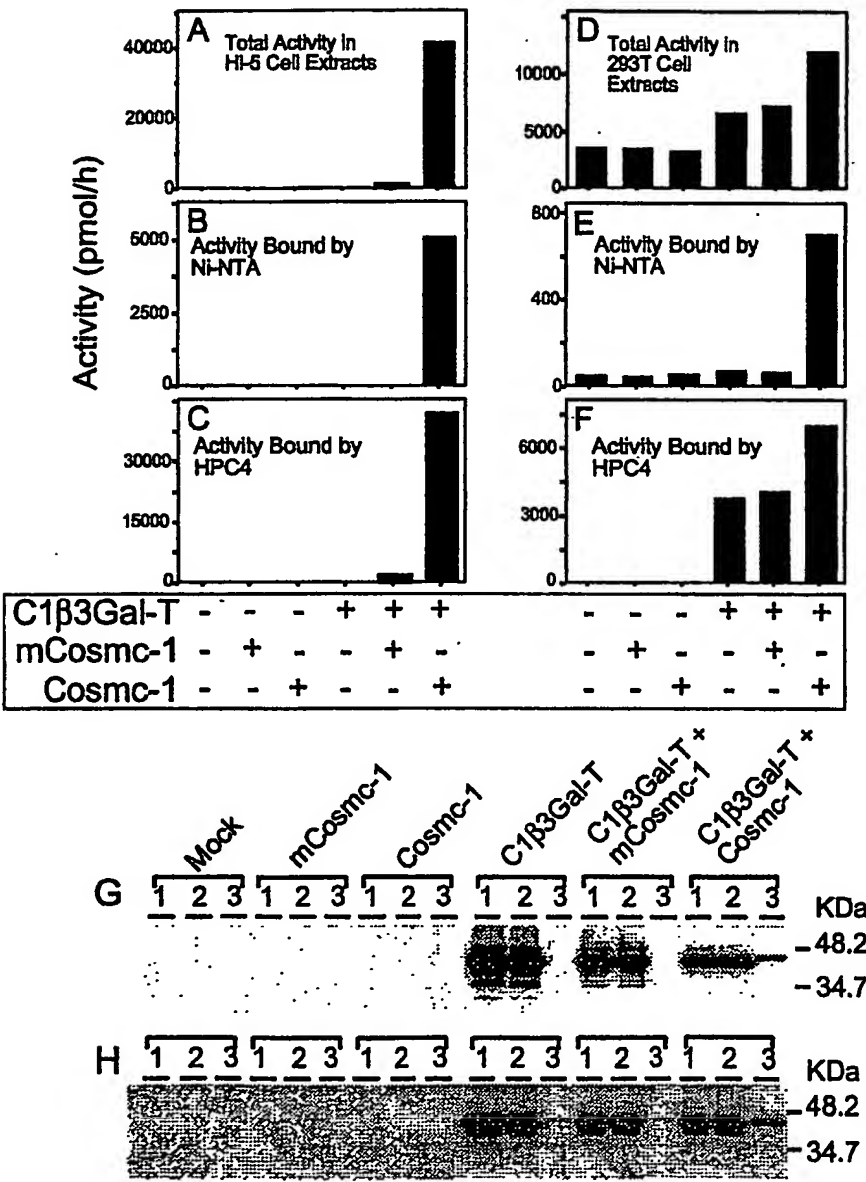 A
Total Activity in
Hi-5 Cell Extracts
40000
20000
0
B
Activity Bound by
Ni-NTA
5000
2500
0
C
Activity Bound by
HPC4
30000
15000
0
Activity (pmol/h)
D
Total Activity in
293T Cell
Extracts
10000
5000
0
E
Activity Bound by
Ni-NTA
800
400
0
F
Activity Bound by
HPC4
6000
3000
0
C1β3Gal-T - - - + + + - - - + + +
mCosmc-1 - + - - + - - + - - + -
Cosmc-1 - - + - - + - - + - - +
Mock
mCosmc-1
Cosmc-1
C1β3Gal-T
C1β3Gal-T +
mCosmc-1
C1β3Gal-T +
Cosmc-1
G 1 2 3 1 2 3 1 2 3 1 2 3 1 2 3 1 2 3 KDa
48.2
34.7
H 1 2 3 1 2 3 1 2 3 1 2 3 1 2 3 1 2 3 KDa
48.2
34.7